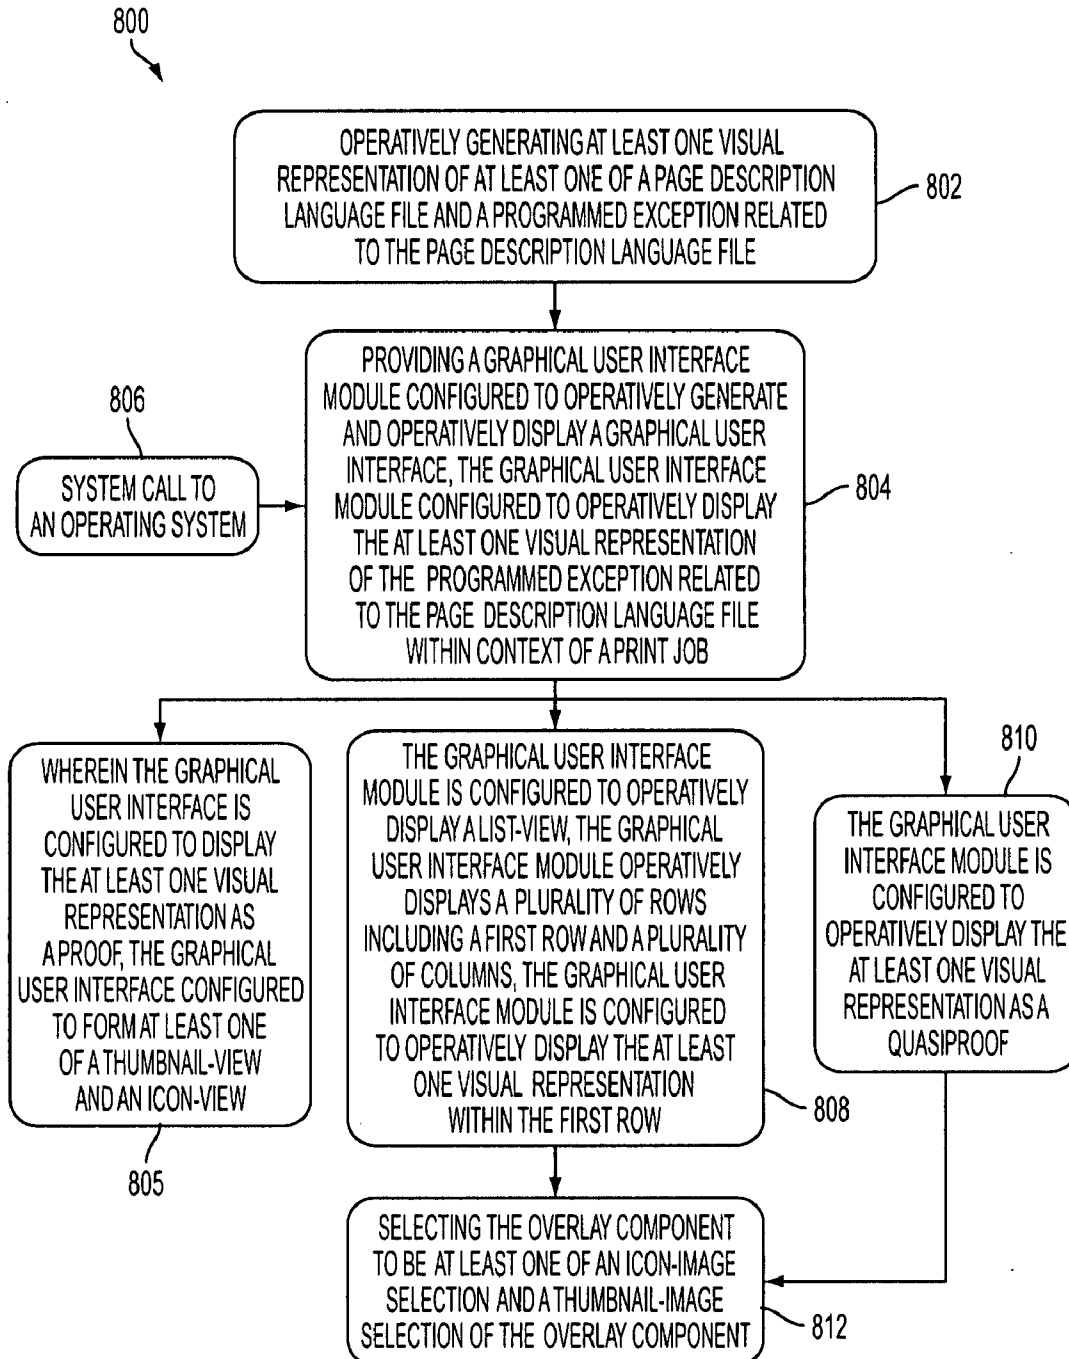 800
OPERATIVELY GENERATING AT LEAST ONE VISUAL
REPRESENTATION OF AT LEAST ONE OF A PAGE DESCRIPTION
LANGUAGE FILE AND A PROGRAMMED EXCEPTION RELATED
TO THE PAGE DESCRIPTION LANGUAGE FILE
802
PROVIDING A GRAPHICAL USER INTERFACE
MODULE CONFIGURED TO OPERATIVELY GENERATE
AND OPERATIVELY DISPLAY A GRAPHICAL USER
INTERFACE, THE GRAPHICAL USER INTERFACE
MODULE CONFIGURED TO OPERATIVELY DISPLAY
THE AT LEAST ONE VISUAL REPRESENTATION
OF THE PROGRAMMED EXCEPTION RELATED
TO THE PAGE DESCRIPTION LANGUAGE FILE
WITHIN CONTEXT OF A PRINT JOB
804
806
SYSTEM CALL TO
AN OPERATING SYSTEM
WHEREIN THE GRAPHICAL
USER INTERFACE IS
CONFIGURED TO DISPLAY
THE AT LEAST ONE VISUAL
REPRESENTATION AS
A PROOF, THE GRAPHICAL
USER INTERFACE CONFIGURED
TO FORM AT LEAST ONE
OF A THUMBNAIL-VIEW
AND AN ICON-VIEW
805
THE GRAPHICAL USER INTERFACE
MODULE IS CONFIGURED TO OPERATIVELY
DISPLAY A LIST-VIEW, THE GRAPHICAL
USER INTERFACE MODULE OPERATIVELY
DISPLAYS A PLURALITY OF ROWS
INCLUDING A FIRST ROW AND A PLURALITY
OF COLUMNS, THE GRAPHICAL USER
INTERFACE MODULE IS CONFIGURED
TO OPERATIVELY DISPLAY THE AT LEAST
ONE VISUAL REPRESENTATION
WITHIN THE FIRST ROW
808
810
THE GRAPHICAL USER
INTERFACE MODULE IS
CONFIGURED TO
OPERATIVELY DISPLAY THE
AT LEAST ONE VISUAL
REPRESENTATION AS A
QUASIPROOF
SELECTING THE OVERLAY COMPONENT
TO BE AT LEAST ONE OF AN ICON-IMAGE
SELECTION AND A THUMBNAIL-IMAGE
SELECTION OF THE OVERLAY COMPONENT
812